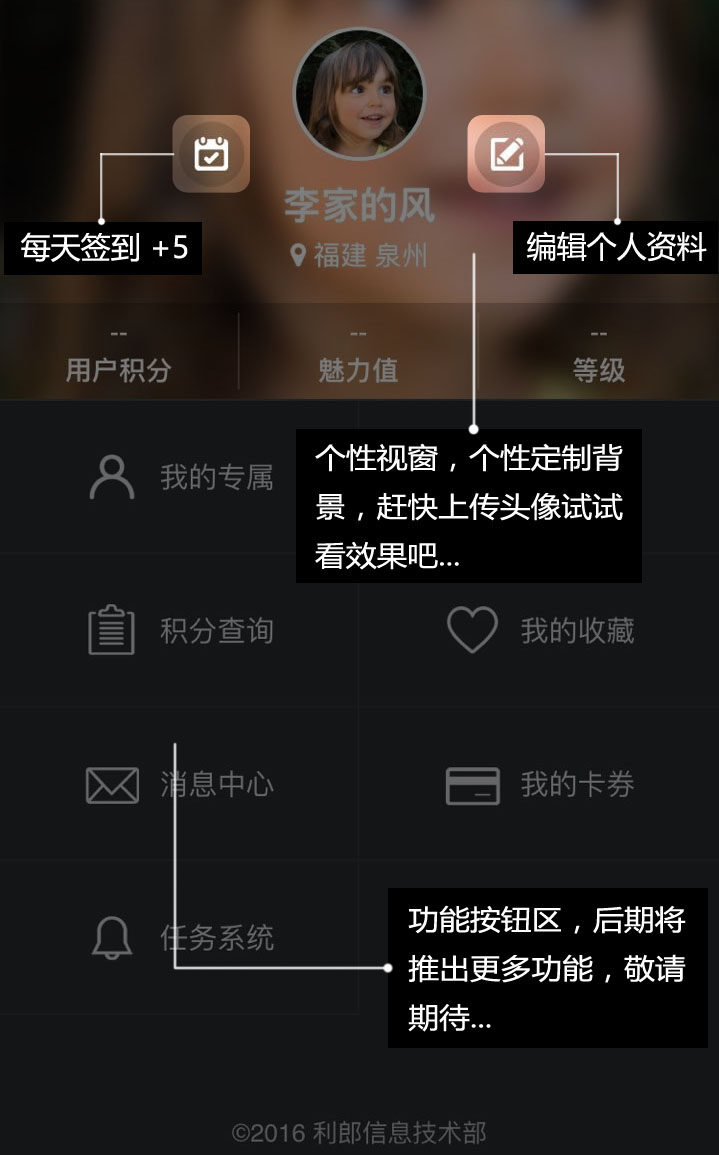 李家的风
福建 泉州
每天签到 +5
编辑个人资料
--
--
--
用户积分
魅力值
等级
个性视窗，个性定制背
景，赶快上传头像试试
看效果吧...
我的专属
积分查询
我的收藏
消息中心
我的卡券
任务系统
功能按钮区，后期将
推出更多功能，敬请
期待...
©2016 利郎信息技术部